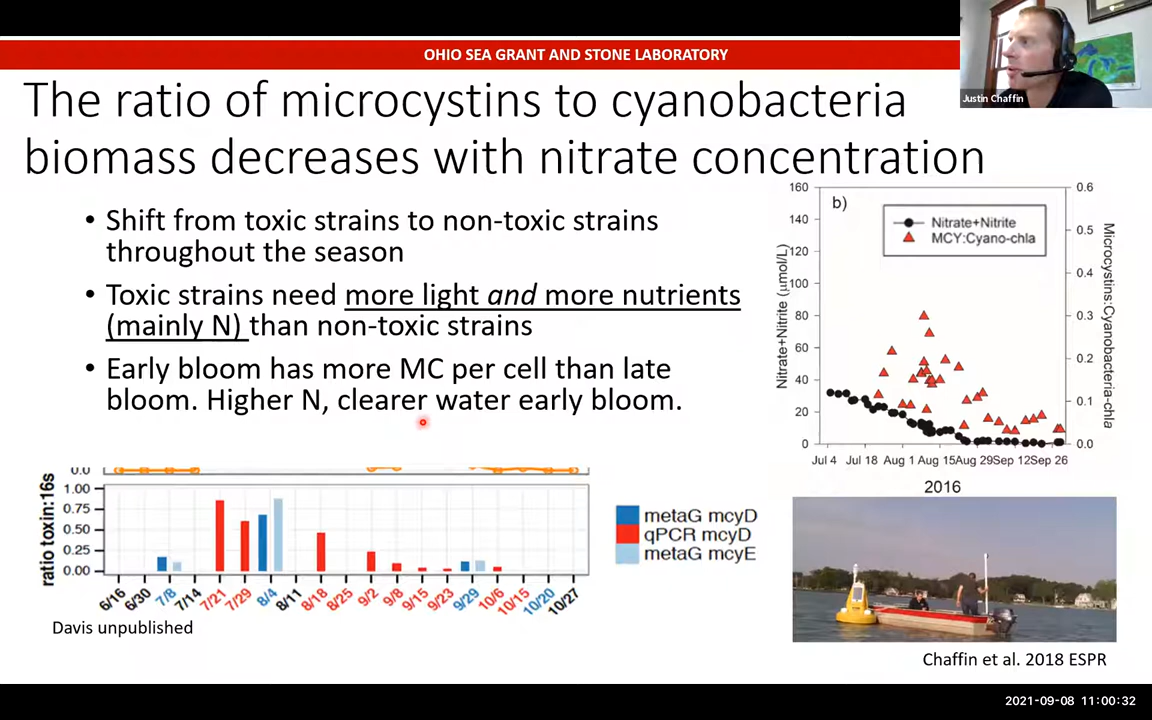 OHIO SEA GRANT AND STONE LABORATORY
Justin Chaffin
The ratio of microcystins to cyanobacteria
biomass decreases with nitrate concentration
• Shift from toxic strains to non-toxic strains
throughout the season
• Toxic strains need more light and more nutrients
(mainly N) than non-toxic strains
• Early bloom has more MC per cell than late
bloom. Higher N, clearer water early bloom.
b)
Nitrate+Nitrite
MCY:Cyano-chla
Nitrate+Nitrite (µmol/L)
160
140
120
100
80
60
40
20
0
0.6
0.5
0.4
0.3
0.2
0.1
0.0
Microcystins:Cyanobacteria-chla
Jul 4 Jul 18 Aug 1 Aug 15 Aug 29 Sep 12 Sep 26
2016
ratio toxin:16s
0.0
1.00
0.75
0.50
0.25
0.00
6/16 6/30 7/8 7/14 7/21 7/29 8/4 8/11 8/18 8/25 9/2 9/8 9/15 9/23 9/29 10/6 10/15 10/20 10/27
metaG mcyD
qPCR mcyD
metaG mcyE
Davis unpublished
Chaffin et al. 2018 ESPR
2021-09-08 11:00:32